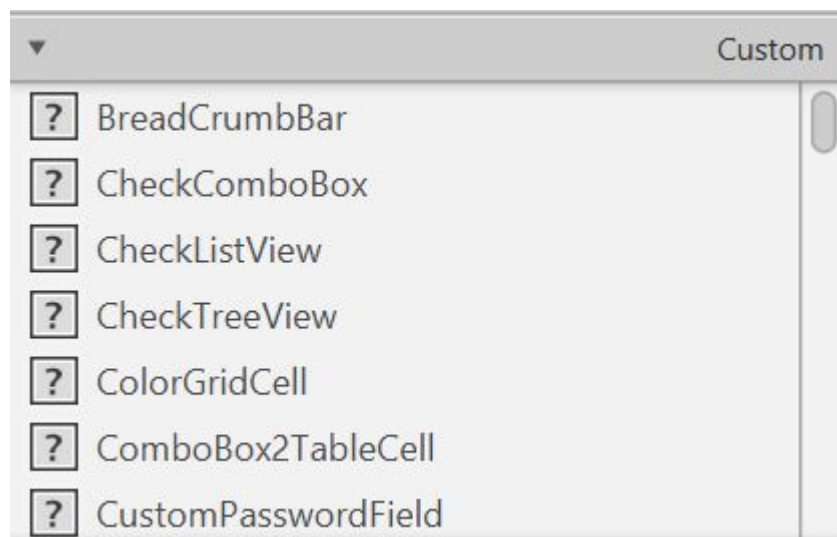 Custom
? BreadCrumbBar
? CheckComboBox
? CheckListView
? CheckTreeView
? ColorGridCell
? ComboBox2TableCell
? CustomPasswordField